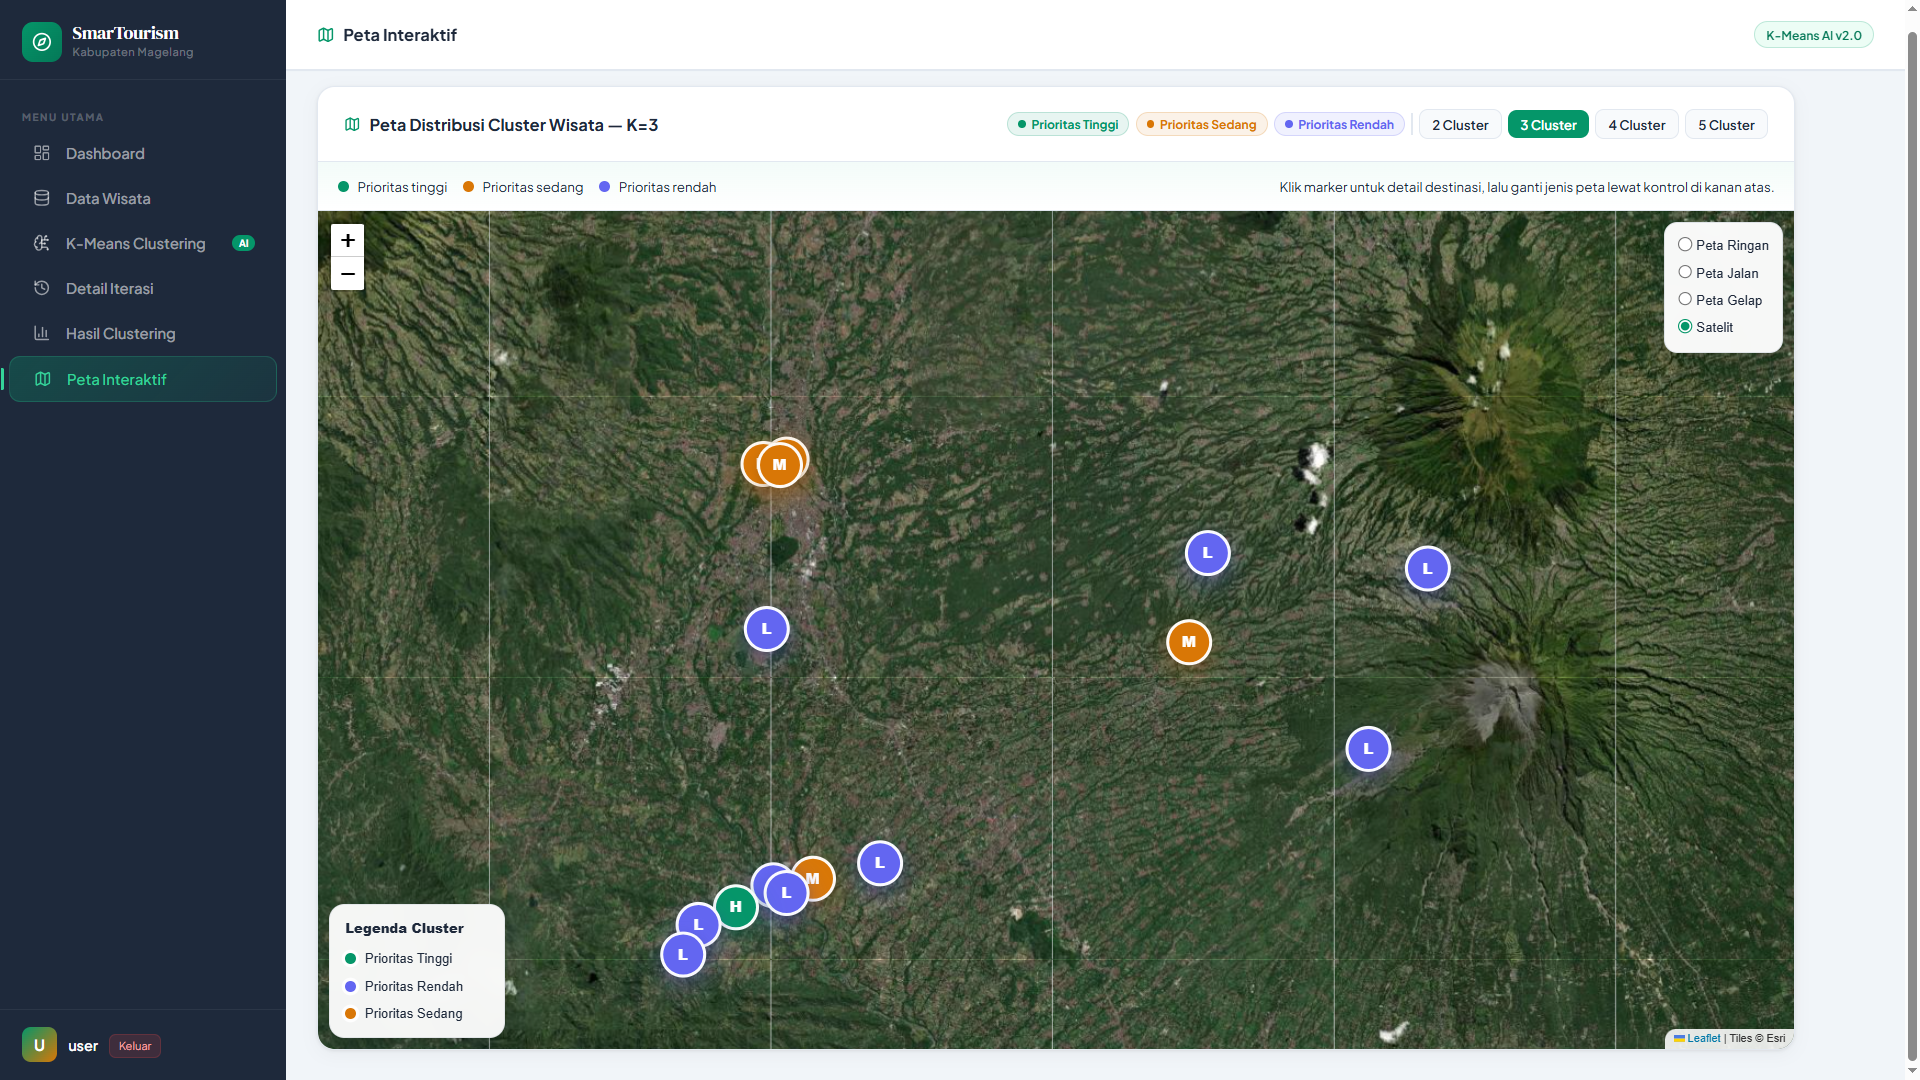 SmarTourism
Kabupaten Magelang
MENU UTAMA
Dashboard
Data Wisata
K-Means Clustering AI
Detail Iterasi
Hasil Clustering
Peta Interaktif
U user Keluar
Peta Interaktif
K-Means AI v2.0
Peta Distribusi Cluster Wisata — K=3
Prioritas Tinggi Prioritas Sedang Prioritas Rendah 2 Cluster 3 Cluster 4 Cluster 5 Cluster
Prioritas tinggi Prioritas sedang Prioritas rendah
Klik marker untuk detail destinasi, lalu ganti jenis peta lewat kontrol di kanan atas.
+
−
Peta Ringan
Peta Jalan
Peta Gelap
Satelit
M
L
L
L
M
L
L
M
L
H
L
L
Legenda Cluster
Prioritas Tinggi
Prioritas Rendah
Prioritas Sedang
Leaflet | Tiles © Esri